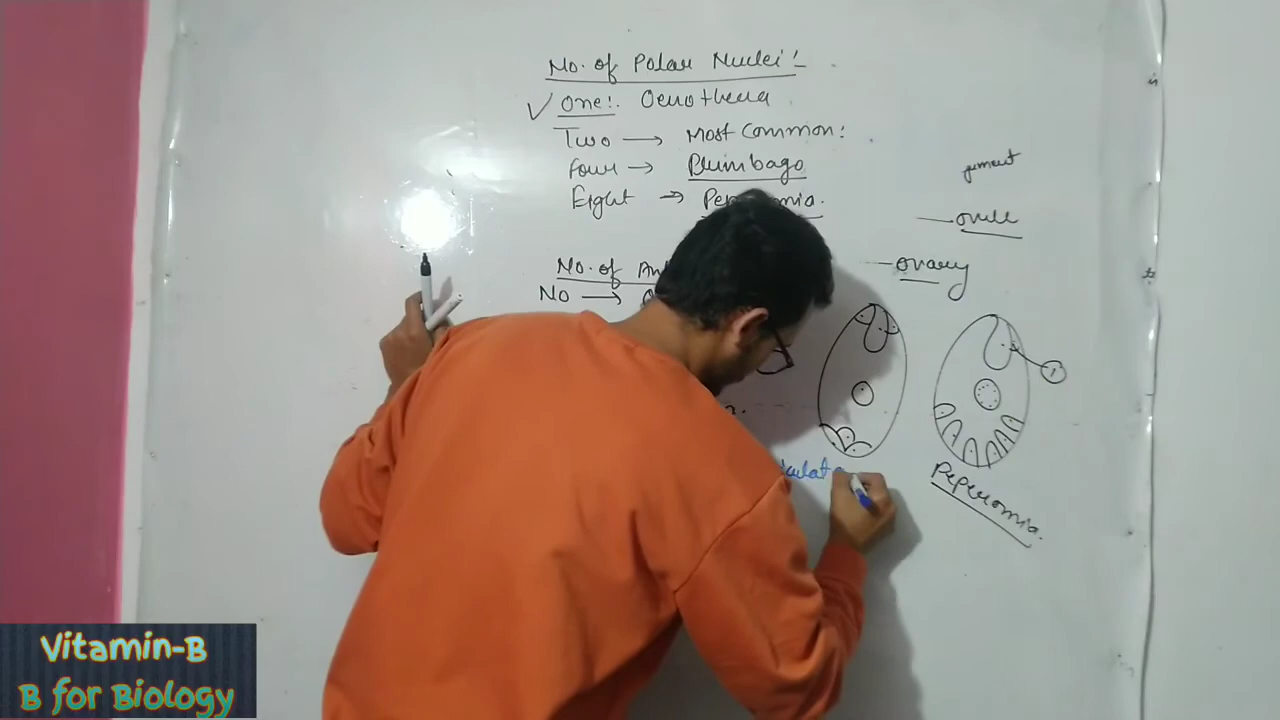 No. of Polar Nuclei :-
✓ One :- Oenothera
Two → Most Common :
Four → Plumbago
Eight →
No. of
No →
ovule
ovary
Peperomia.
Vitamin-B
B for Biology